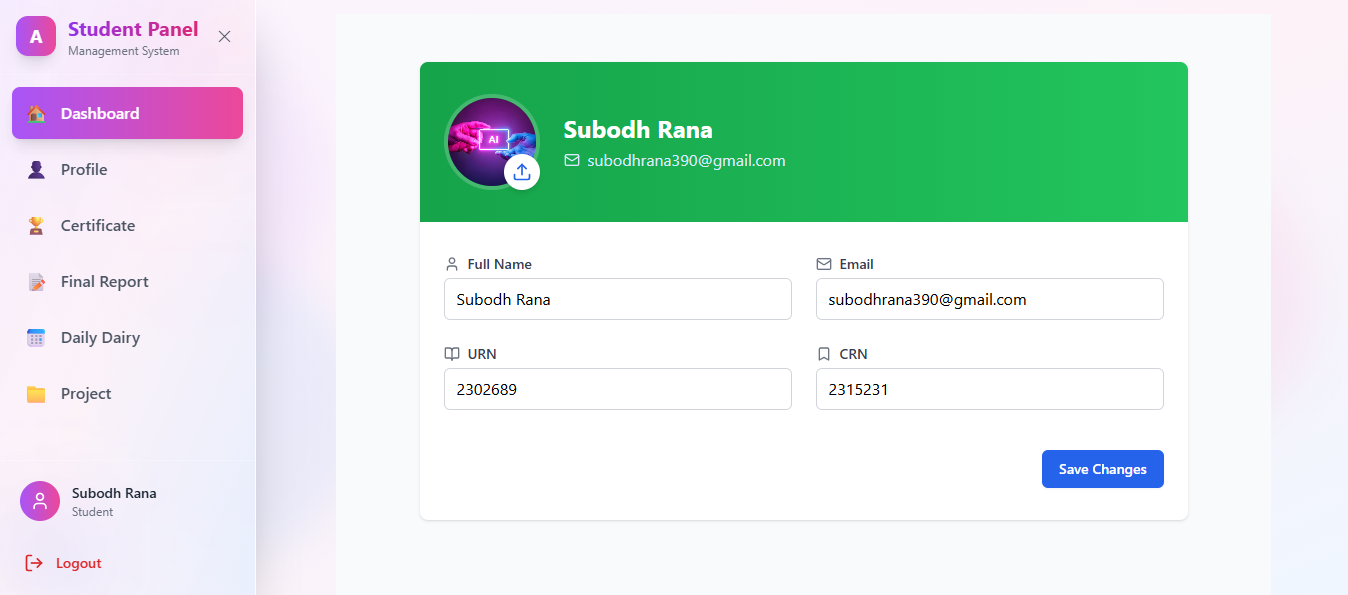 A
Student Panel
Management System
Dashboard
Profile
Certificate
Final Report
Daily Dairy
Project
Subodh Rana
Student
Logout
AI
Subodh Rana
subodhrana390@gmail.com
Full Name
Subodh Rana
Email
subodhrana390@gmail.com
URN
2302689
CRN
2315231
Save Changes